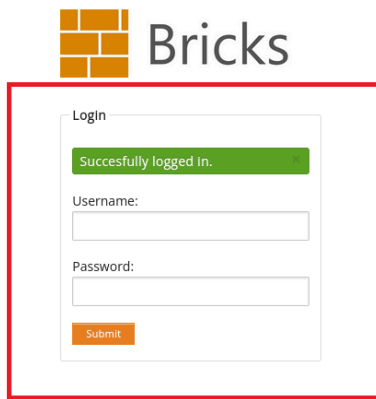 Bricks
Login
Succesfully logged in.
×
Username:
Password:
Submit